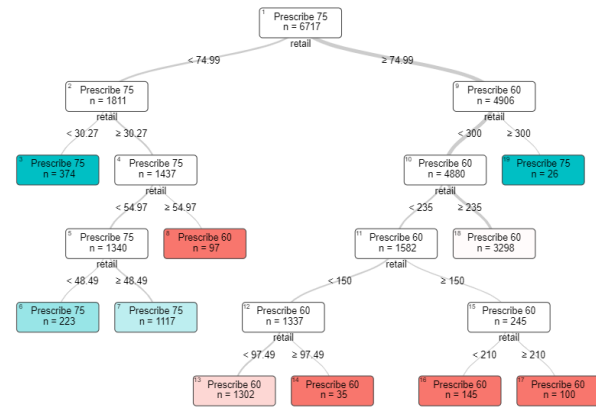 1
Prescribe 75
n = 6717
retail
< 74.99
≥ 74.99
2
Prescribe 75
n = 1811
retail
9
Prescribe 60
n = 4906
retail
< 30.27
≥ 30.27
< 300
≥ 300
3
Prescribe 75
n = 374
4
Prescribe 75
n = 1437
retail
10
Prescribe 60
n = 4880
retail
19
Prescribe 75
n = 26
< 54.97
≥ 54.97
< 235
≥ 235
5
Prescribe 75
n = 1340
retail
8
Prescribe 60
n = 97
11
Prescribe 60
n = 1582
retail
18
Prescribe 60
n = 3298
< 48.49
≥ 48.49
< 150
≥ 150
6
Prescribe 75
n = 223
7
Prescribe 75
n = 1117
12
Prescribe 60
n = 1337
retail
15
Prescribe 60
n = 245
retail
< 97.49
≥ 97.49
< 210
≥ 210
13
Prescribe 60
n = 1302
14
Prescribe 60
n = 35
16
Prescribe 60
n = 145
17
Prescribe 60
n = 100